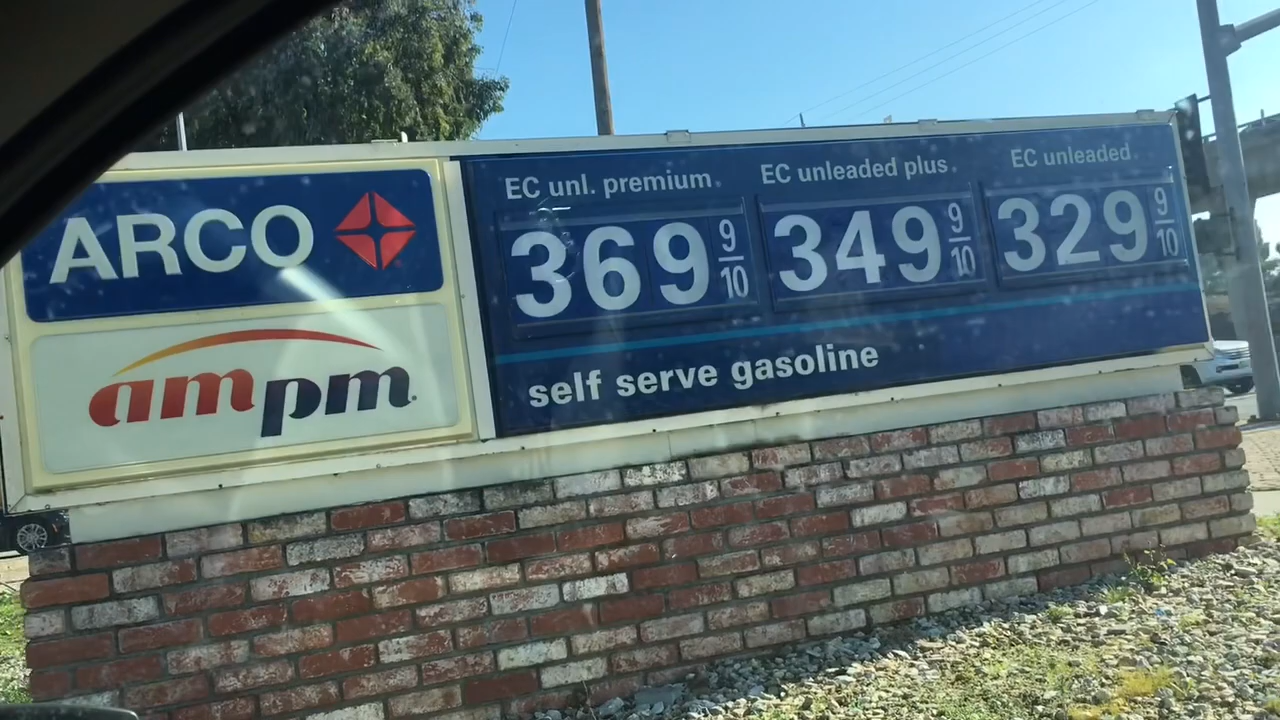 ARCO
ampm
EC unl. premium.
369 9/10
EC unleaded plus.
349 9/10
EC unleaded.
329 9/10
self serve gasoline